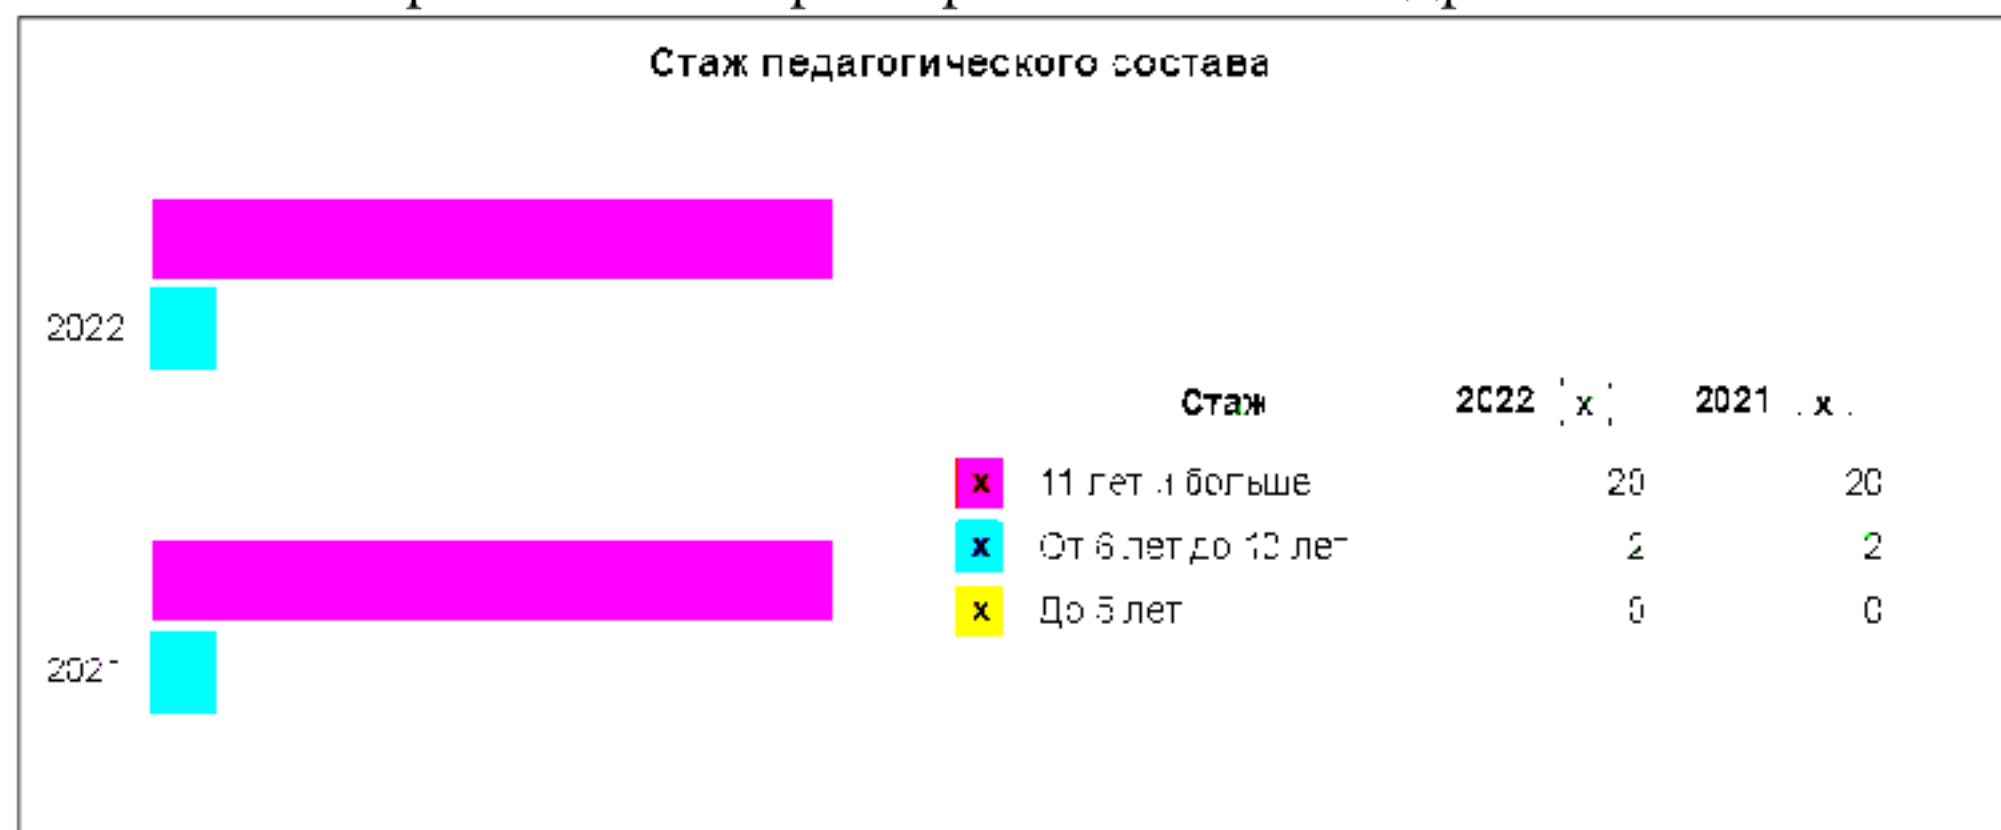 Стаж педагогического состава
2022
Стаж 2022 x 2021 x
x 11 лет и больше 20 20
x От 6 лет до 10 лет 2 2
x До 5 лет 0 0
2021